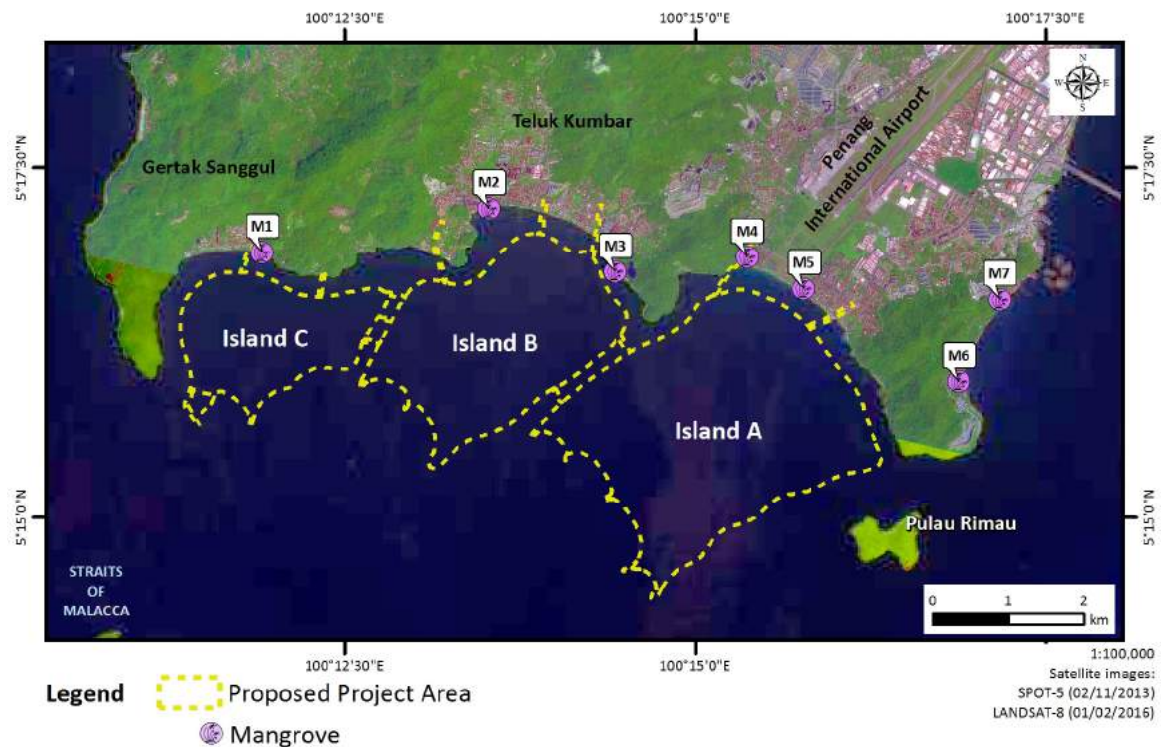 100°12'30"E
100°15'0"E
100°17'30"E
N
W E
S
Penang
International Airport
Teluk Kumbar
Gertak Sanggul
5°17'30"N
5°17'30"N
M1
M2
M3
M4
M5
M6
M7
Island C
Island B
Island A
Pulau Rimau
5°15'0"N
5°15'0"N
STRAITS
OF
MALACCA
0 1 2
km
100°12'30"E
100°15'0"E
100°17'30"E
1:100,000
Satellite images:
SPOT-5 (02/11/2013)
LANDSAT-8 (01/02/2016)
Legend
Proposed Project Area
Mangrove